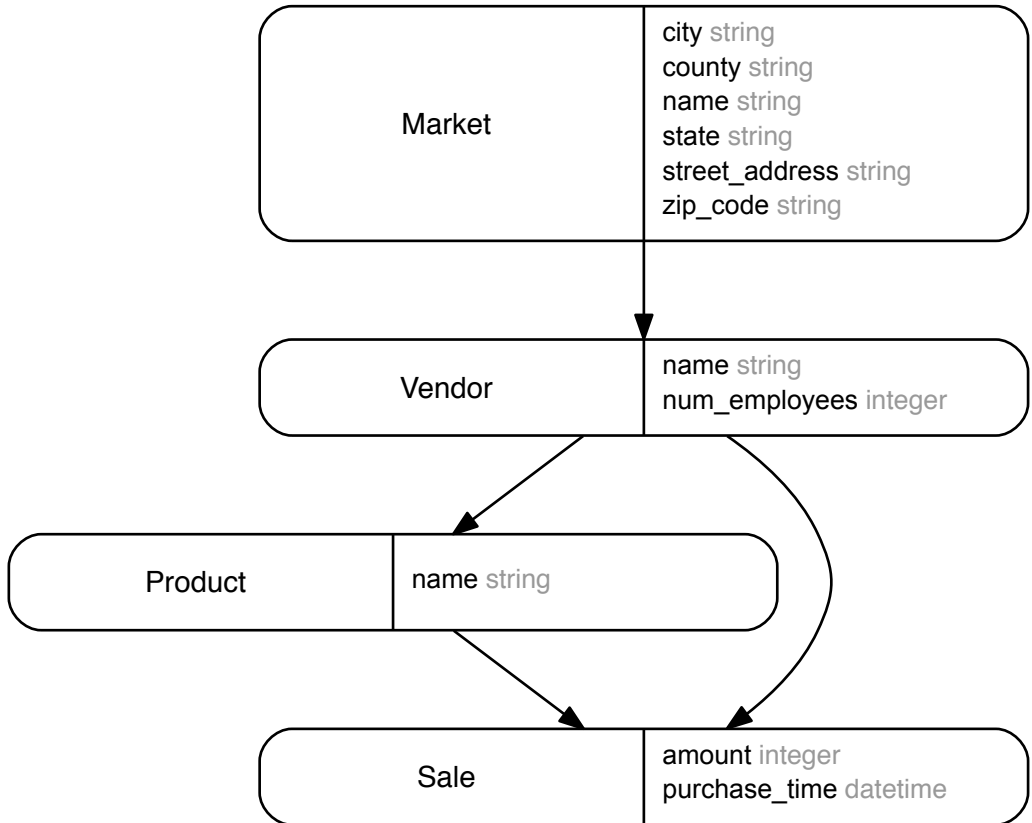 Market
city string
county string
name string
state string
street_address string
zip_code string
Vendor
name string
num_employees integer
Product
name string
Sale
amount integer
purchase_time datetime